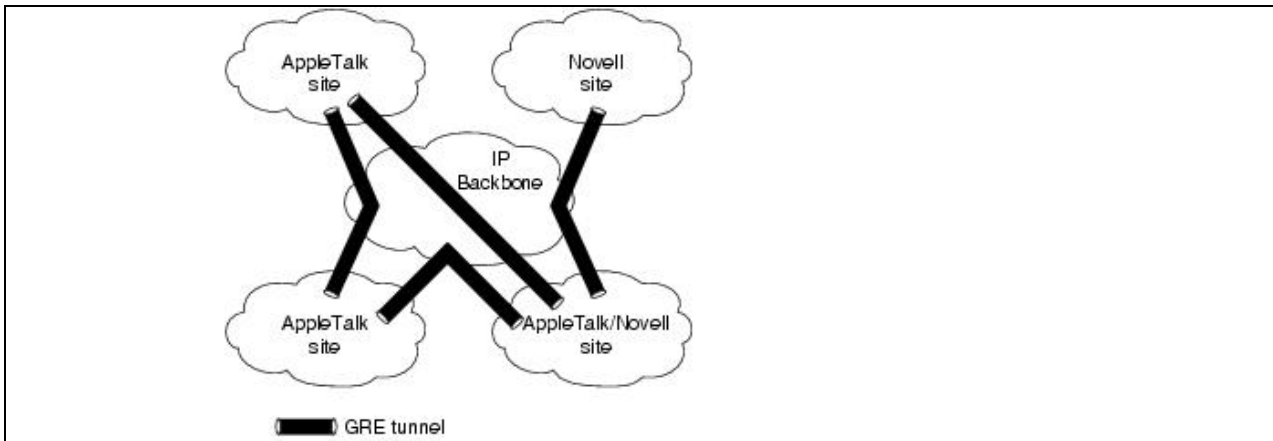 AppleTalk
site
Novell
site
IP
Backbone
AppleTalk
site
AppleTalk/Novell
site
GRE tunnel